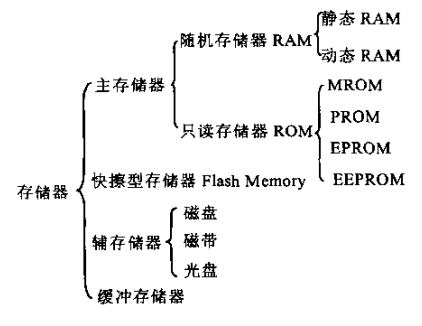 静态 RAM
随机存储器 RAM
动态 RAM
主存储器
MROM
PROM
只读存储器 ROM
EPROM
EEPROM
存储器
快擦型存储器 Flash Memory
磁盘
辅存储器
磁带
光盘
缓冲存储器